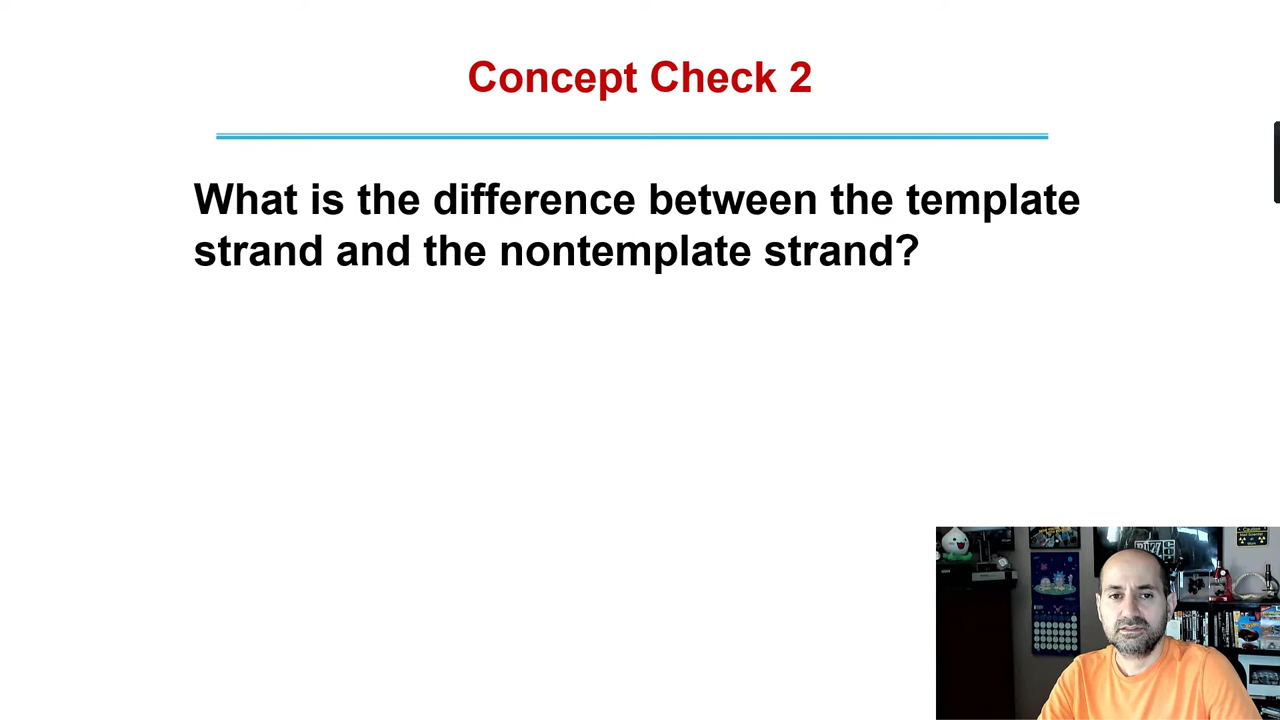 Concept Check 2
What is the difference between the template
strand and the nontemplate strand?